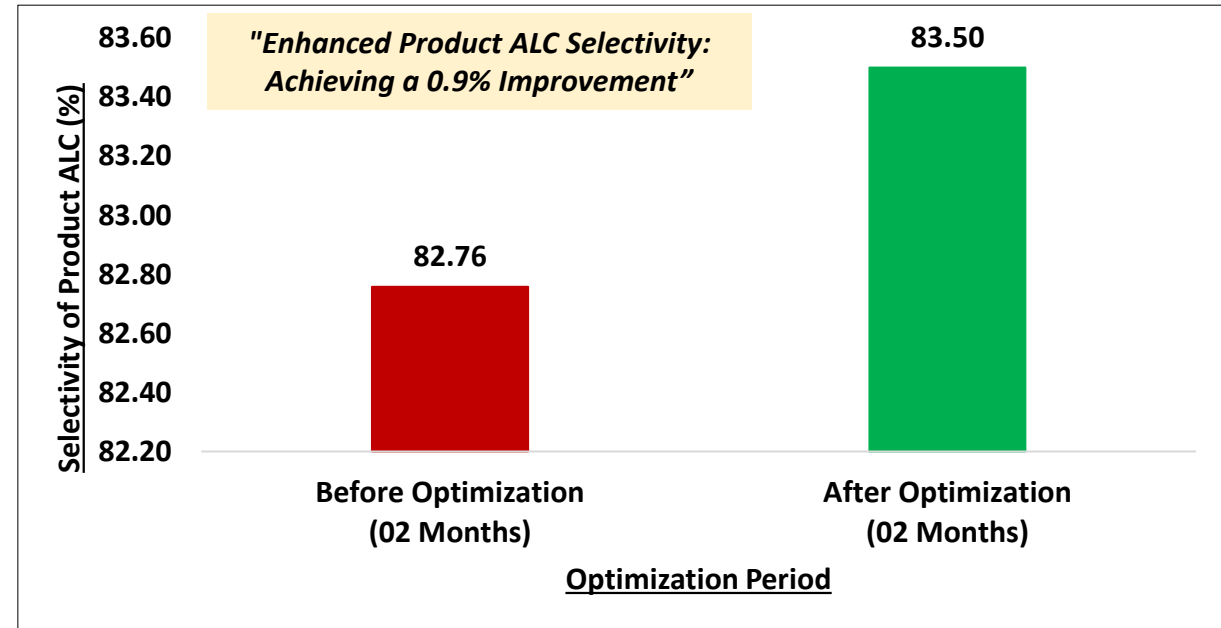 "Enhanced Product ALC Selectivity:
Achieving a 0.9% Improvement”
Selectivity of Product ALC (%)
83.60
83.40
83.20
83.00
82.80
82.60
82.40
82.20
82.76
83.50
Before Optimization
(02 Months)
After Optimization
(02 Months)
Optimization Period